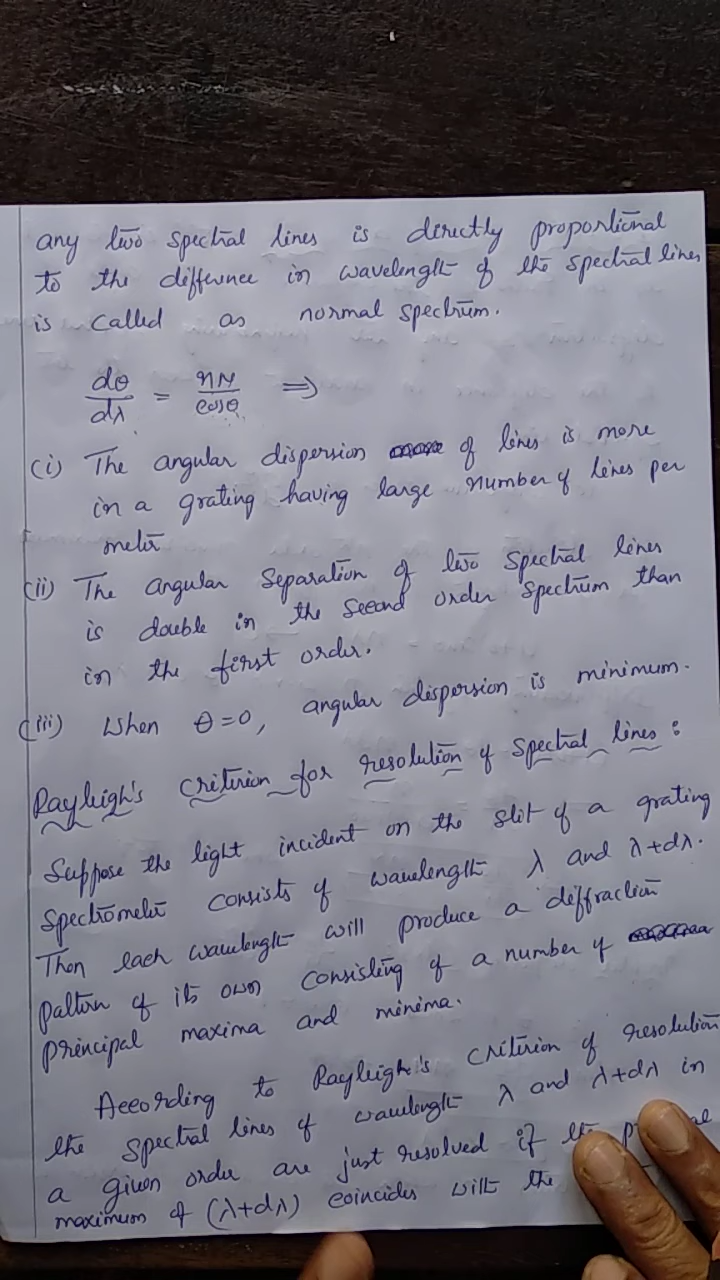 any two spectral lines is directly proportional
to the difference in wavelength of the spectral lines
is called as normal spectrum.
dθ/dλ = nN/cosθ ⇒
(i) The angular dispersion of lines is more
in a grating having large number of lines per
meter
(ii) The angular separation of two spectral lines
is double in the second order spectrum than
in the first order.
(iii) when θ=0, angular dispersion is minimum.
Rayleigh's criterion for resolution of spectral lines :
Suppose the light incident on the slit of a grating
spectrometer consists of wavelength λ and λ+dλ.
Then each wavelength will produce a diffraction
pattern of its own consisting of a number of
principal maxima and minima.
According to Rayleigh's criterion of resolution
the spectral lines of wavelength λ and λ+dλ in
a given order are just resolved if the
maximum of (λ+dλ) coincides with the